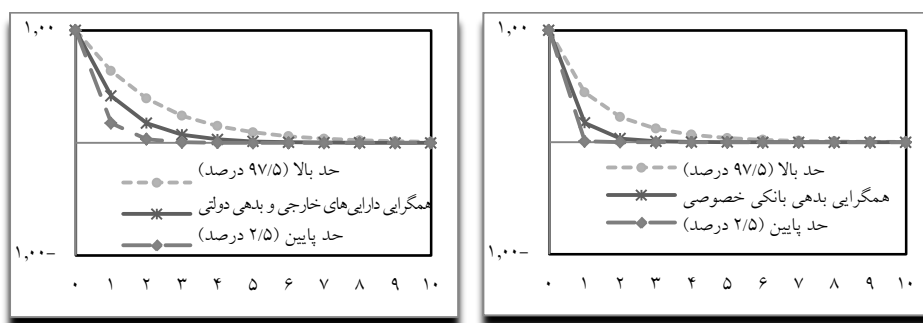 ۱,۰۰
حد بالا (۹۷/۵ درصد)
همگرایی دارایی‌های خارجی و بدهی دولتی
حد پایین (۲/۵ درصد)
۱,۰۰-
۰ ۱ ۲ ۳ ۴ ۵ ۶ ۷ ۸ ۹ ۱۰
۱,۰۰
حد بالا (۹۷/۵ درصد)
همگرایی بدهی بانکی خصوصی
حد پایین (۲/۵ درصد)
۱,۰۰-
۰ ۱ ۲ ۳ ۴ ۵ ۶ ۷ ۸ ۹ ۱۰